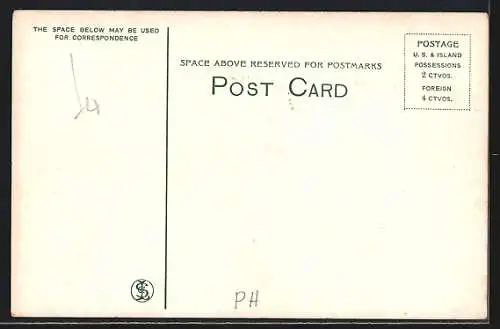 THE SPACE BELOW MAY BE USED
FOR CORRESPONDENCE
SPACE ABOVE RESERVED FOR POSTMARKS
POST CARD
POSTAGE
U. S. & ISLAND
POSSESSIONS
2 CTVOS.
FOREIGN
4 CTVOS.
PH